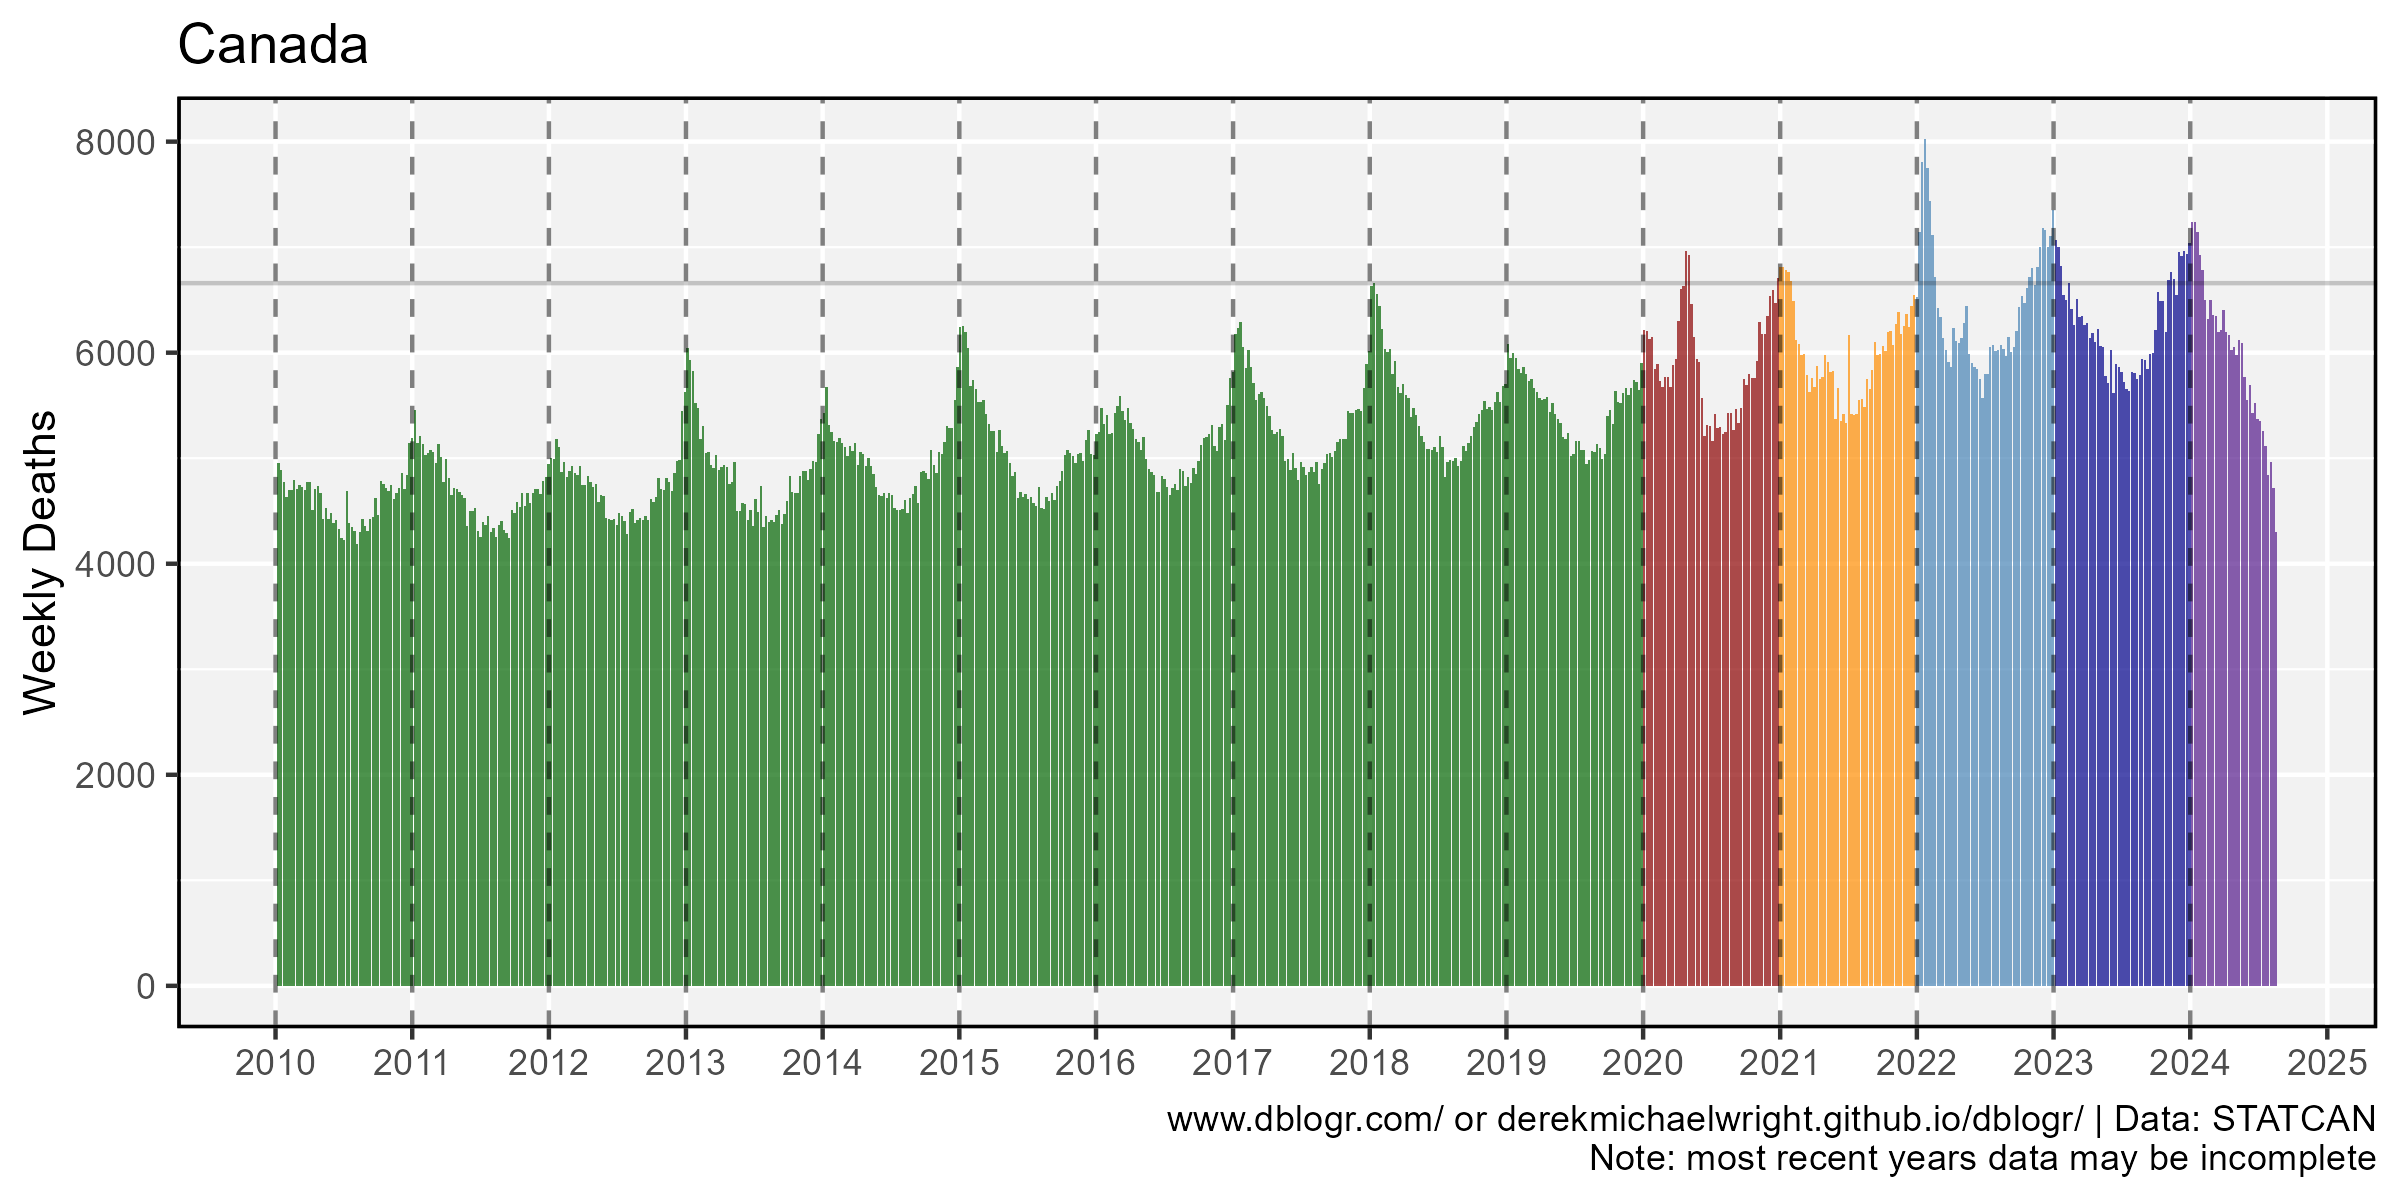 Canada
Weekly Deaths
8000
6000
4000
2000
0
2010 2011 2012 2013 2014 2015 2016 2017 2018 2019 2020 2021 2022 2023 2024 2025
www.dblogr.com/ or derekmichaelwright.github.io/dblogr/ | Data: STATCAN
Note: most recent years data may be incomplete